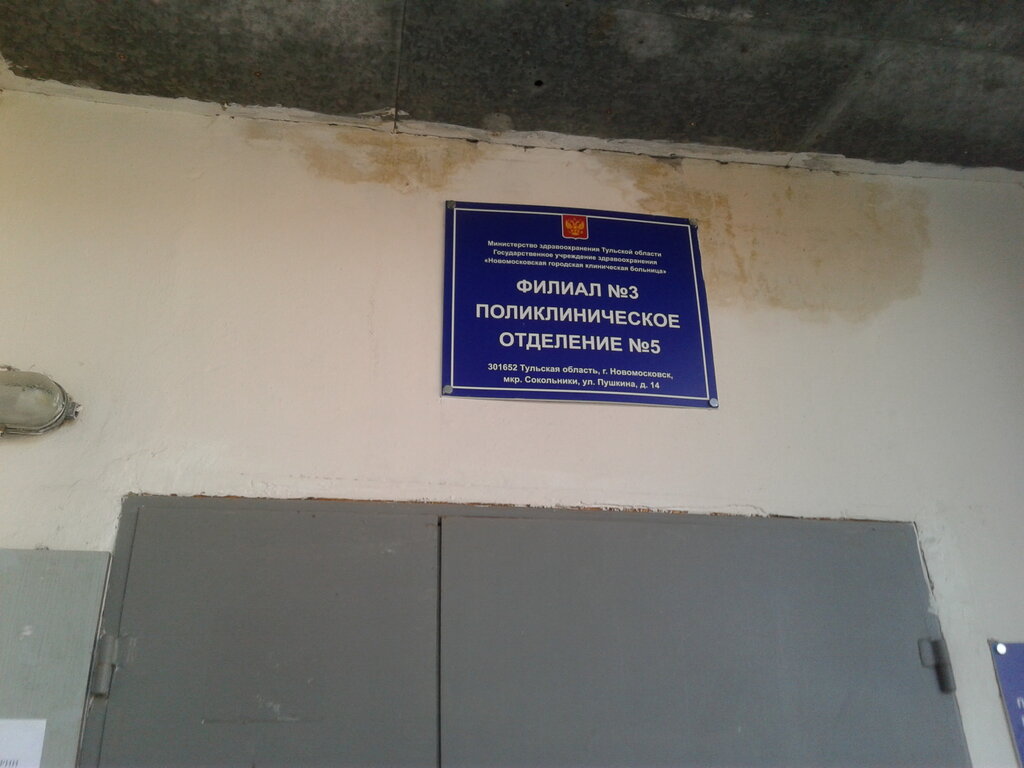 Министерство здравоохранения Тульской области
Государственное учреждение здравоохранения
«Новомосковская городская клиническая больница»
ФИЛИАЛ №3
ПОЛИКЛИНИЧЕСКОЕ
ОТДЕЛЕНИЕ №5
301652 Тульская область, г. Новомосковск,
мкр. Сокольники, ул. Пушкина, д. 14